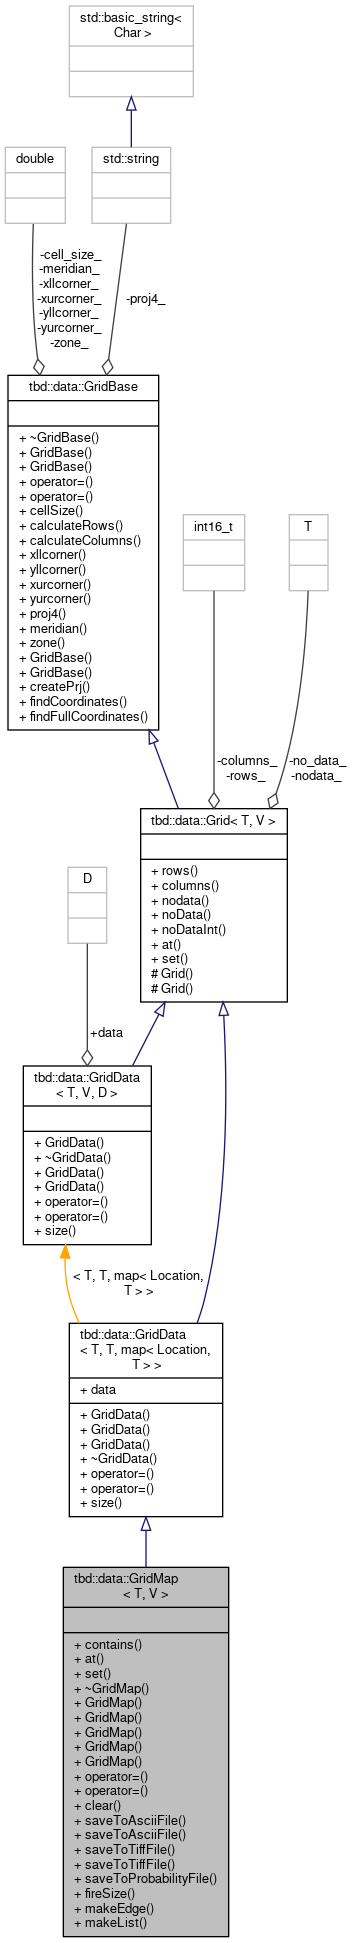 std::basic_string<
Char >
double
std::string
-cell_size_
-meridian_
-xllcorner_
-xurcorner_
-yllcorner_
-yurcorner_
-zone_
-proj4_
tbd::data::GridBase
+ ~GridBase()
+ GridBase()
+ GridBase()
+ operator=()
+ operator=()
+ cellSize()
+ calculateRows()
+ calculateColumns()
+ xllcorner()
+ yllcorner()
+ xurcorner()
+ yurcorner()
+ proj4()
+ meridian()
+ zone()
+ GridBase()
+ GridBase()
+ createPrj()
+ findCoordinates()
+ findFullCoordinates()
int16_t
T
-columns_
-rows_
-no_data_
-nodata_
tbd::data::Grid< T, V >
+ rows()
+ columns()
+ nodata()
+ noData()
+ noDataInt()
+ at()
+ set()
# Grid()
# Grid()
D
+data
tbd::data::GridData
< T, V, D >
+ GridData()
+ ~GridData()
+ GridData()
+ GridData()
+ operator=()
+ operator=()
+ size()
< T, T, map< Location,
T > >
tbd::data::GridData
< T, T, map< Location,
T > >
+ data
+ GridData()
+ GridData()
+ GridData()
+ ~GridData()
+ operator=()
+ operator=()
+ size()
tbd::data::GridMap
< T, V >
+ contains()
+ at()
+ set()
+ ~GridMap()
+ GridMap()
+ GridMap()
+ GridMap()
+ GridMap()
+ GridMap()
+ operator=()
+ operator=()
+ clear()
+ saveToAsciiFile()
+ saveToAsciiFile()
+ saveToTiffFile()
+ saveToTiffFile()
+ saveToProbabilityFile()
+ fireSize()
+ makeEdge()
+ makeList()